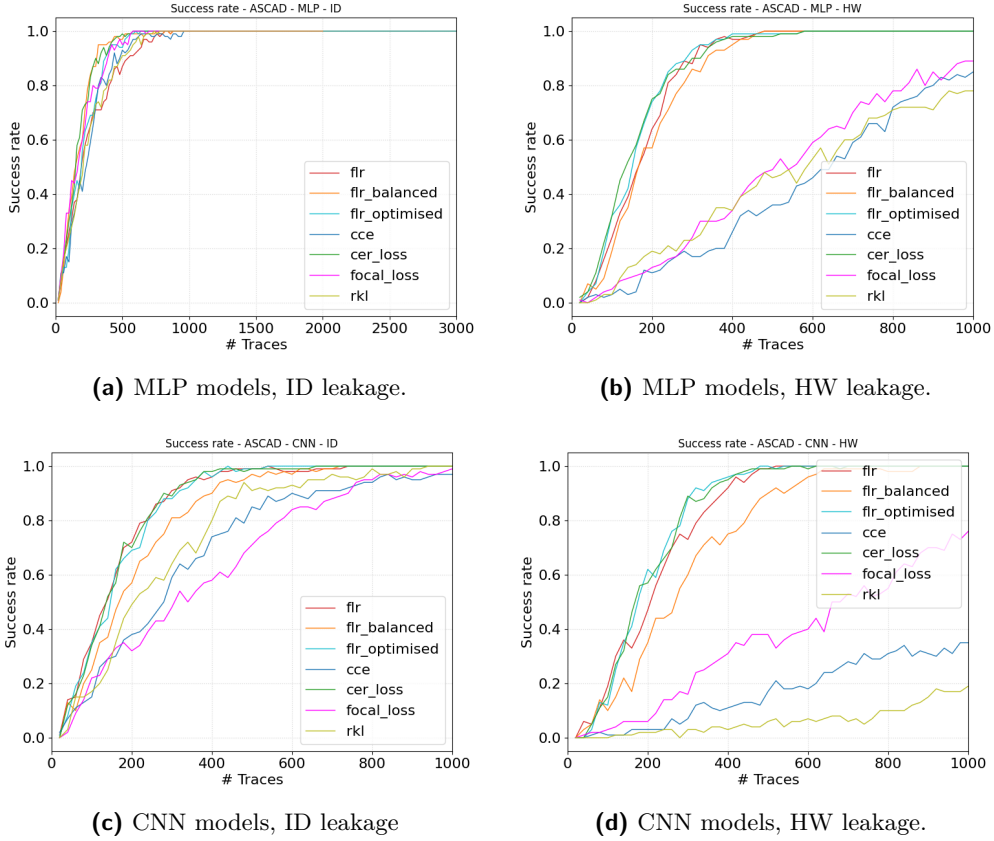 Success rate - ASCAD - MLP - ID
1.0
0.8
0.6
0.4
0.2
0.0
Success rate
flr
flr_balanced
flr_optimised
cce
cer_loss
focal_loss
rkl
0 500 1000 1500 2000 2500 3000
# Traces
(a) MLP models, ID leakage.
Success rate - ASCAD - MLP - HW
1.0
0.8
0.6
0.4
0.2
0.0
Success rate
flr
flr_balanced
flr_optimised
cce
cer_loss
focal_loss
rkl
0 200 400 600 800 1000
# Traces
(b) MLP models, HW leakage.
Success rate - ASCAD - CNN - ID
1.0
0.8
0.6
0.4
0.2
0.0
Success rate
flr
flr_balanced
flr_optimised
cce
cer_loss
focal_loss
rkl
0 200 400 600 800 1000
# Traces
(c) CNN models, ID leakage
Success rate - ASCAD - CNN - HW
1.0
0.8
0.6
0.4
0.2
0.0
Success rate
flr
flr_balanced
flr_optimised
cce
cer_loss
focal_loss
rkl
0 200 400 600 800 1000
# Traces
(d) CNN models, HW leakage.